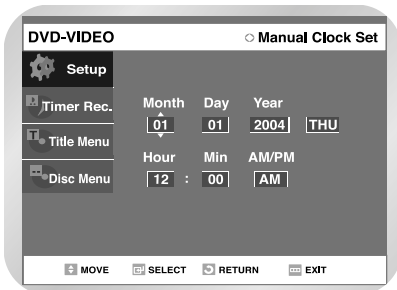 DVD-VIDEO
Manual Clock Set
Setup
Timer Rec.
Title Menu
Disc Menu
Month Day Year
01 01 2004 THU
Hour Min AM/PM
12 : 00 AM
MOVE SELECT RETURN EXIT